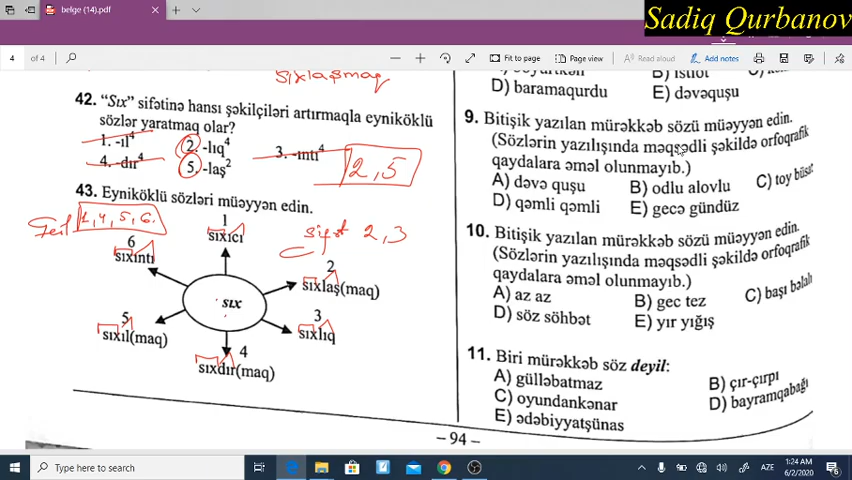 Sadiq Qurbanov
belge (14).pdf
4 of 4
Fit to page
Page view
Read aloud
Add notes
sıxlaşmaq
42. "Sıx" sifətinə hansı şəkilçiləri artırmaqla eyniköklü
sözlər yaratmaq olar?
1. -ıl⁴ 2. -lıq⁴ 3. -ıntı⁴
4. -dır⁴ 5. -laş²
2,5
43. Eyniköklü sözləri müəyyən edin.
Feil 1,4,5,6.
sifət 2,3
1
sıxıcı
6
sıxıntı
2
sıxlaş(maq)
sıx
5
sıxıl(maq)
3
sıxlıq
4
sıxdır(maq)
D) baramaqurdu E) dəvəquşu
9. Bitişik yazılan mürəkkəb sözü müəyyən edin.
(Sözlərin yazılışında məqsədli şəkildə orfoqrafik
qaydalara əməl olunmayıb.)
A) dəvə quşu B) odlu alovlu C) toy büsat
D) qəmli qəmli E) gecə gündüz
10. Bitişik yazılan mürəkkəb sözü müəyyən edin.
(Sözlərin yazılışında məqsədli şəkildə orfoqrafik
qaydalara əməl olunmayıb.)
A) az az B) gec tez C) başı bəlalı
D) söz söhbət E) yır yığış
11. Biri mürəkkəb söz deyil:
A) gülləbatmaz B) çır-çırpı
C) oyundankənar D) bayramqabağı
E) ədəbiyyatşünas
– 94 –
Type here to search
AZE
1:24 AM
6/2/2020